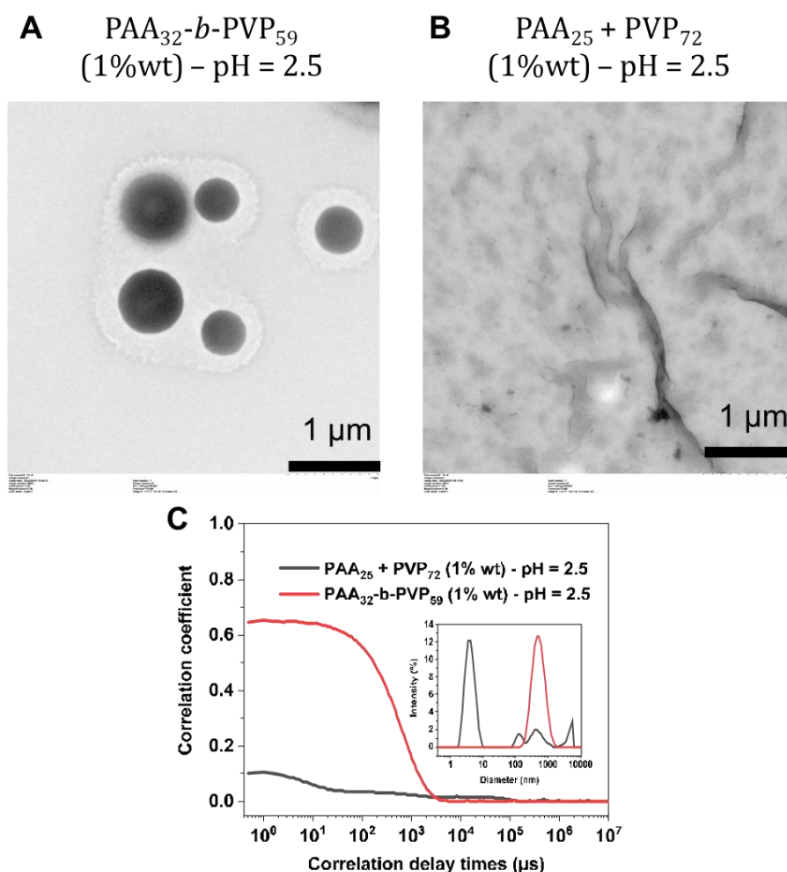 A PAA32-b-PVP59
(1%wt) – pH = 2.5
B PAA25 + PVP72
(1%wt) – pH = 2.5
1 μm
1 μm
C
1.0
0.8
0.6
0.4
0.2
0.0
Correlation coefficient
PAA25 + PVP72 (1% wt) - pH = 2.5
PAA32-b-PVP59 (1% wt) - pH = 2.5
14
12
10
8
6
4
2
0
Intensity (%)
1 10 100 1000 10000
Diameter (nm)
10^0 10^1 10^2 10^3 10^4 10^5 10^6 10^7
Correlation delay times (μs)